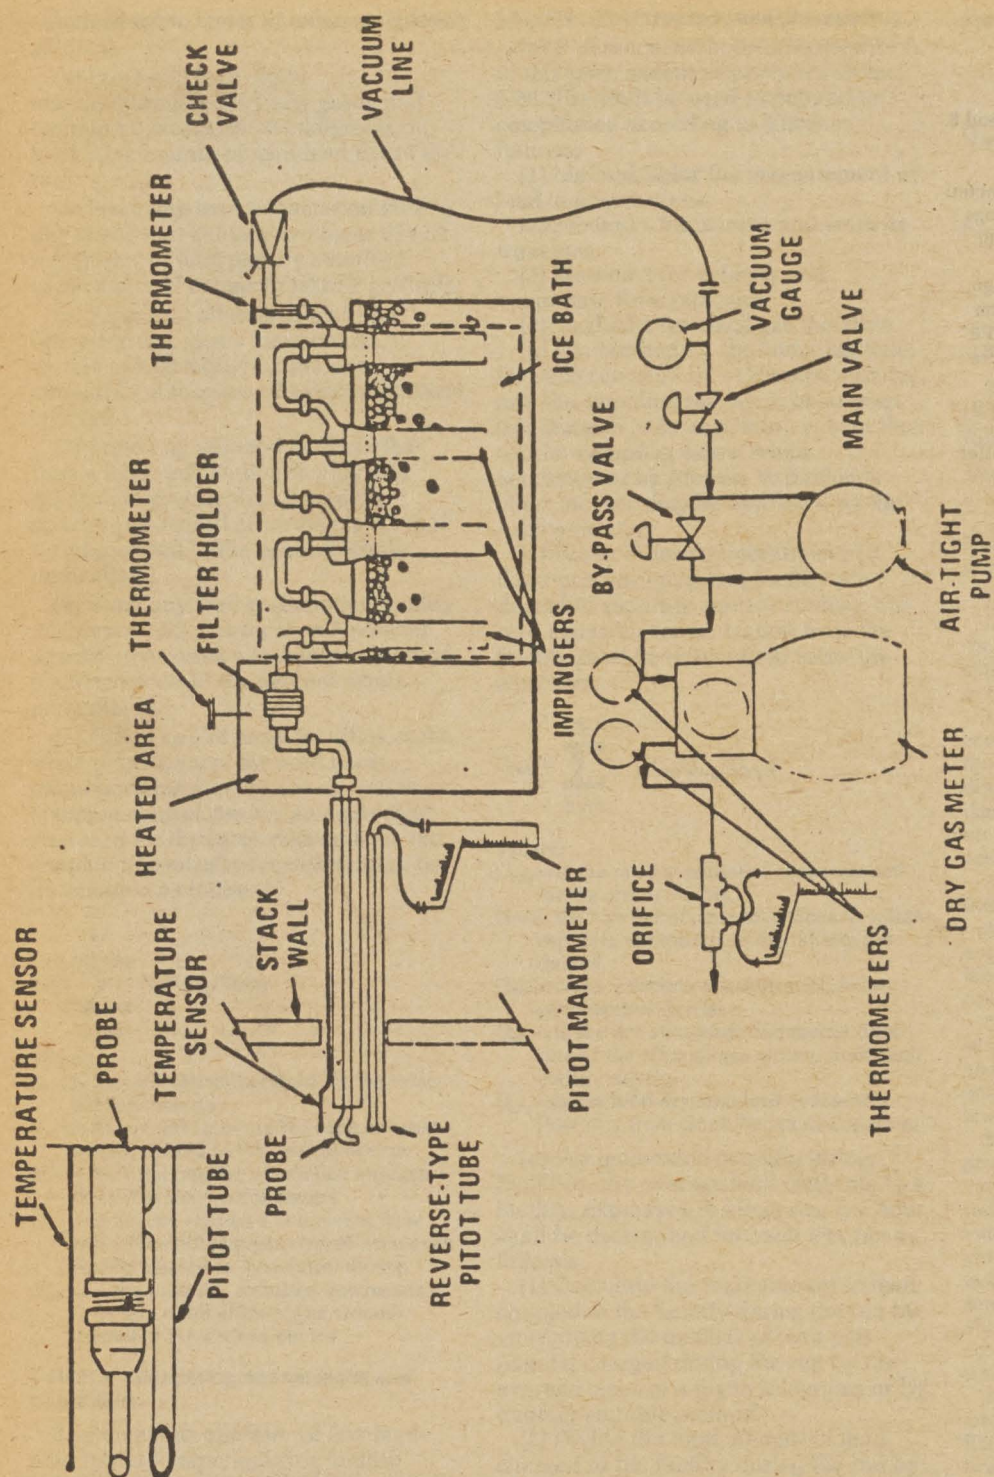 TEMPERATURE SENSOR
PROBE
PITOT TUBE
TEMPERATURE
SENSOR
PROBE
REVERSE-TYPE
PITOT TUBE
STACK
WALL
PITOT MANOMETER
HEATED AREA
THERMOMETER
FILTER HOLDER
THERMOMETER
CHECK
VALVE
VACUUM
LINE
IMPINGERS
ICE BATH
BY-PASS VALVE
VACUUM
GAUGE
MAIN VALVE
AIR-TIGHT
PUMP
DRY GAS METER
ORIFICE
THERMOMETERS